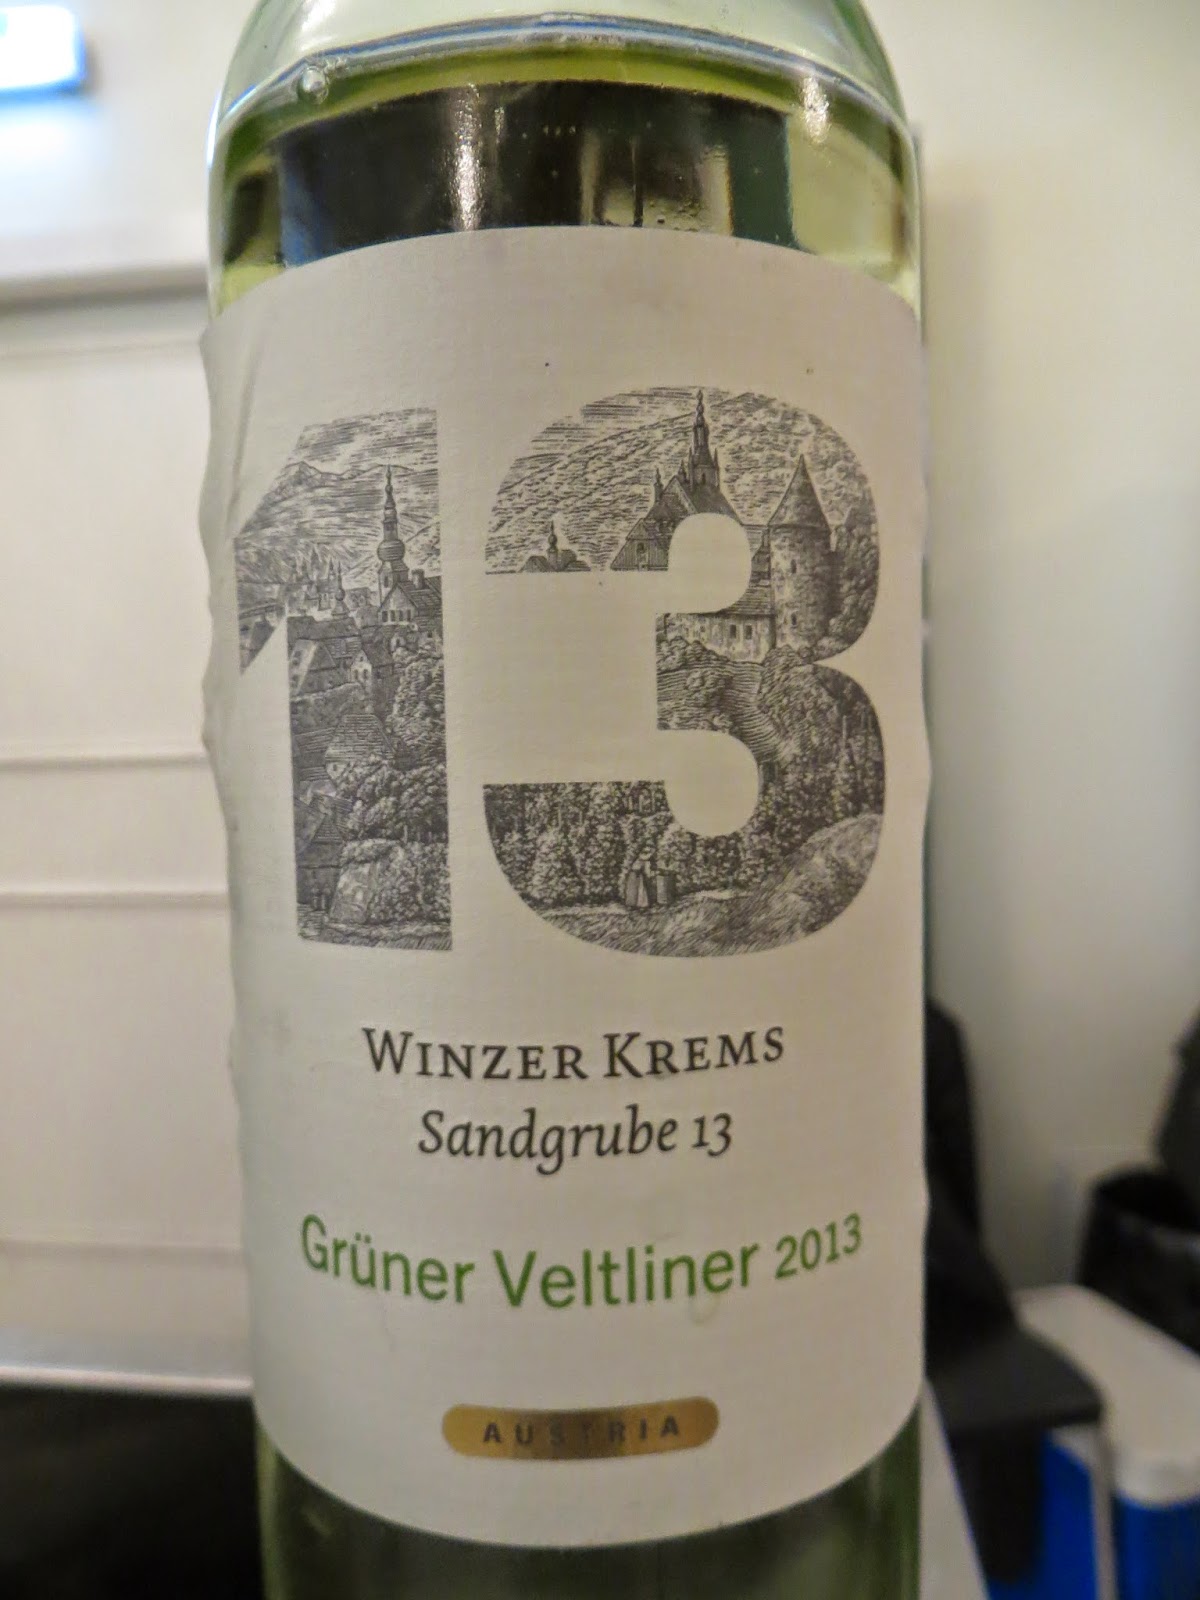 13
WINZER KREMS
Sandgrube 13
Grüner Veltliner 2013
AUSTRIA